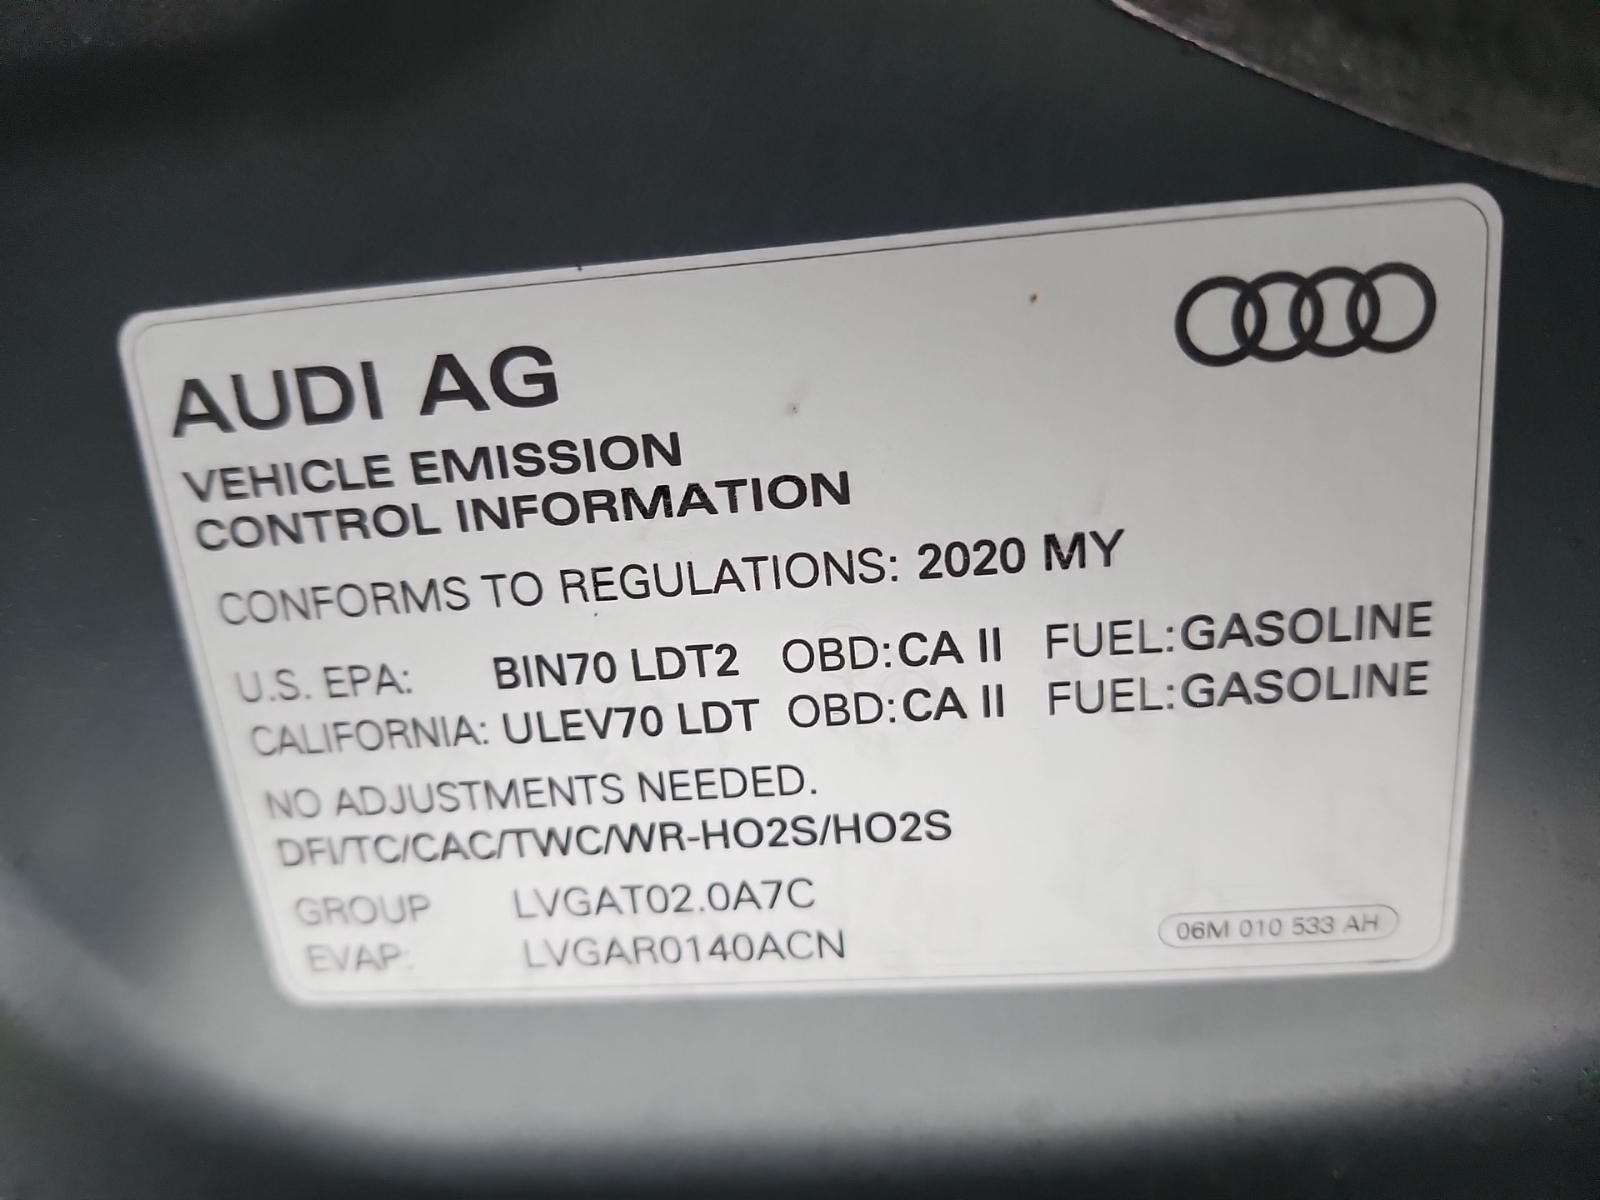 AUDI AG
VEHICLE EMISSION
CONTROL INFORMATION
CONFORMS TO REGULATIONS: 2020 MY
U.S. EPA: BIN70 LDT2 OBD:CA II FUEL:GASOLINE
CALIFORNIA: ULEV70 LDT OBD:CA II FUEL:GASOLINE
NO ADJUSTMENTS NEEDED.
DFI/TC/CAC/TWC/WR-HO2S/HO2S
GROUP LVGAT02.0A7C
EVAP: LVGAR0140ACN
06M 010 533 AH